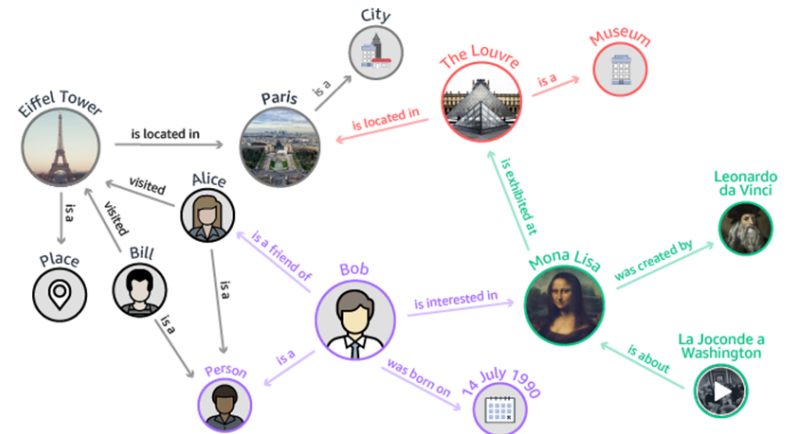 City
The Louvre
Museum
is a
is a
Eiffel Tower
Paris
is located in
is located in
Alice
visited
visited
is a
is exhibited at
Leonardo
da Vinci
Place
Bill
is a friend of
Bob
Mona Lisa
was created by
is a
is interested in
is a
La Joconde a
Washington
is about
Person
is a
was born on
14 July 1990